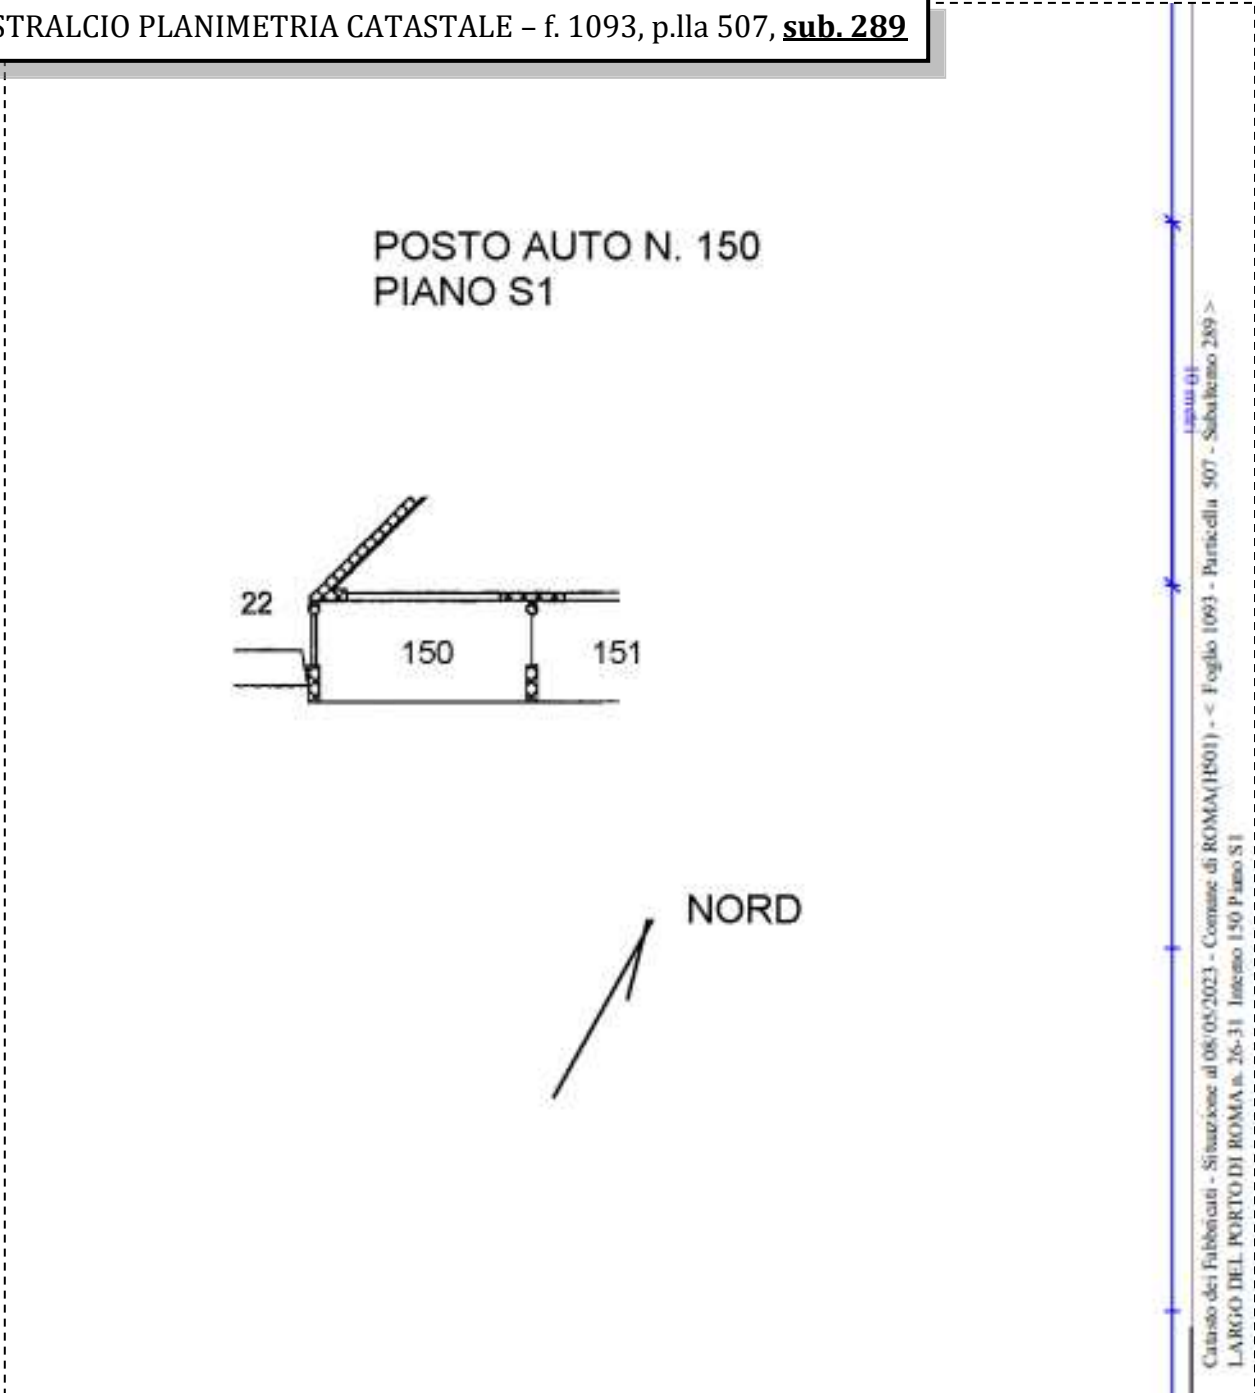 STRALCIO PLANIMETRIA CATASTALE – f. 1093, p.lla 507, sub. 289
POSTO AUTO N. 150
PIANO S1
22
150
151
NORD
10 metri
Catasto dei Fabbricati - Situazione al 08/05/2023 - Comune di ROMA(H501) - < Foglio 1093 - Particella 507 - Subalterno 289 >
LARGO DEL PORTO DI ROMA n. 26-31 Interno 150 Piano S1